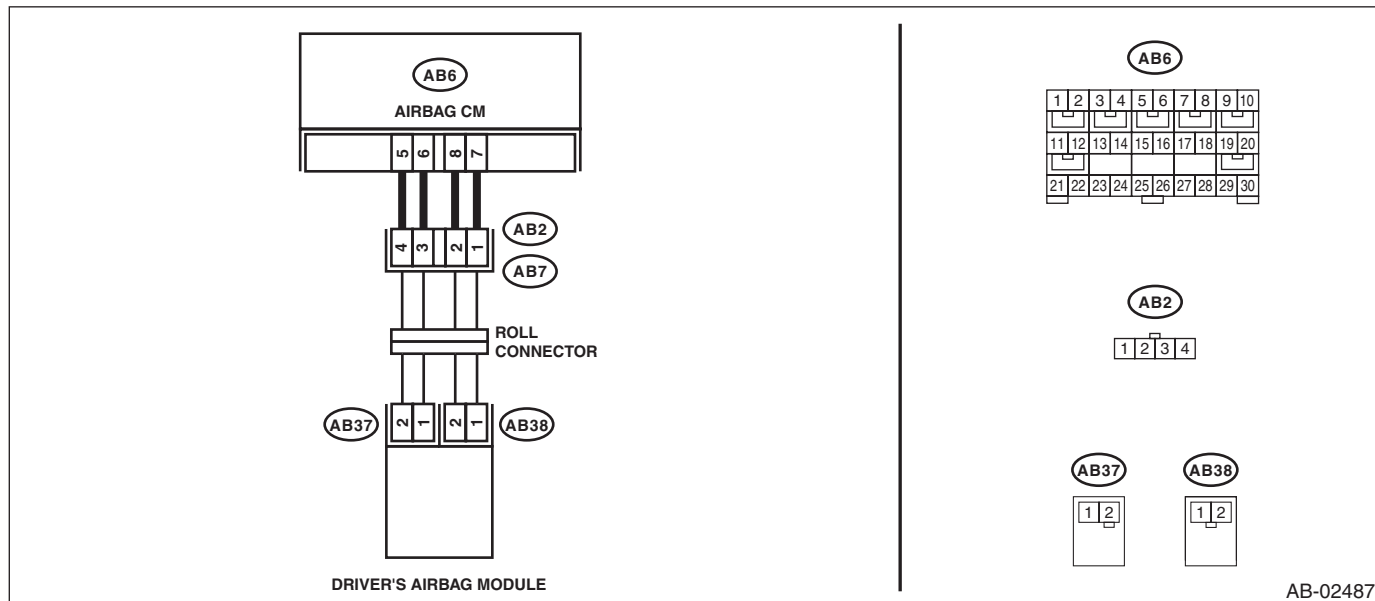 AB6
AIRBAG CM
5 6 8 7
4 3 2 1
AB2
AB7
ROLL
CONNECTOR
AB37
2 1 2 1
AB38
DRIVER'S AIRBAG MODULE
AB6
1 2 3 4 5 6 7 8 9 10
11 12 13 14 15 16 17 18 19 20
21 22 23 24 25 26 27 28 29 30
AB2
1 2 3 4
AB37
1 2
AB38
1 2
AB-02487